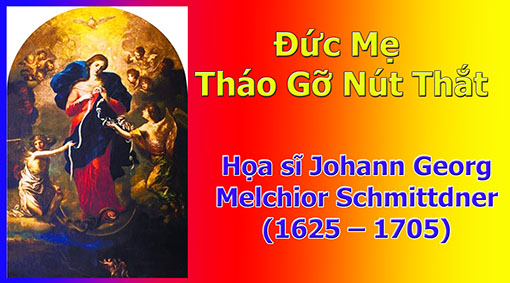 Đức Mẹ
Tháo Gỡ Nút Thắt
Họa sĩ Johann Georg
Melchior Schmittdner
(1625 – 1705)